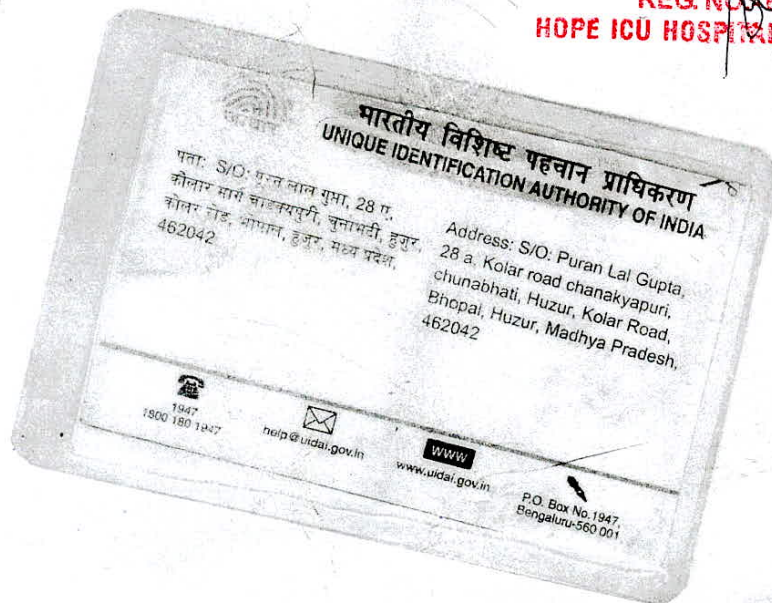 HOPE ICU HOSPITAL
भारतीय विशिष्ट पहचान प्राधिकरण
UNIQUE IDENTIFICATION AUTHORITY OF INDIA
पता: S/O: पूरन लाल गुप्ता, 28 ए,
कोलार मार्ग चाणक्यपुरी, चुनाभट्टी, हुजुर,
कोलर रोड, भोपाल, हुजुर, मध्य प्रदेश,
462042
Address: S/O: Puran Lal Gupta,
28 a, Kolar road chanakyapuri,
chunabhati, Huzur, Kolar Road,
Bhopal, Huzur, Madhya Pradesh,
462042
1947
1800 180 1947
help@uidai.gov.in
www
www.uidai.gov.in
P.O. Box No.1947,
Bengaluru-560 001